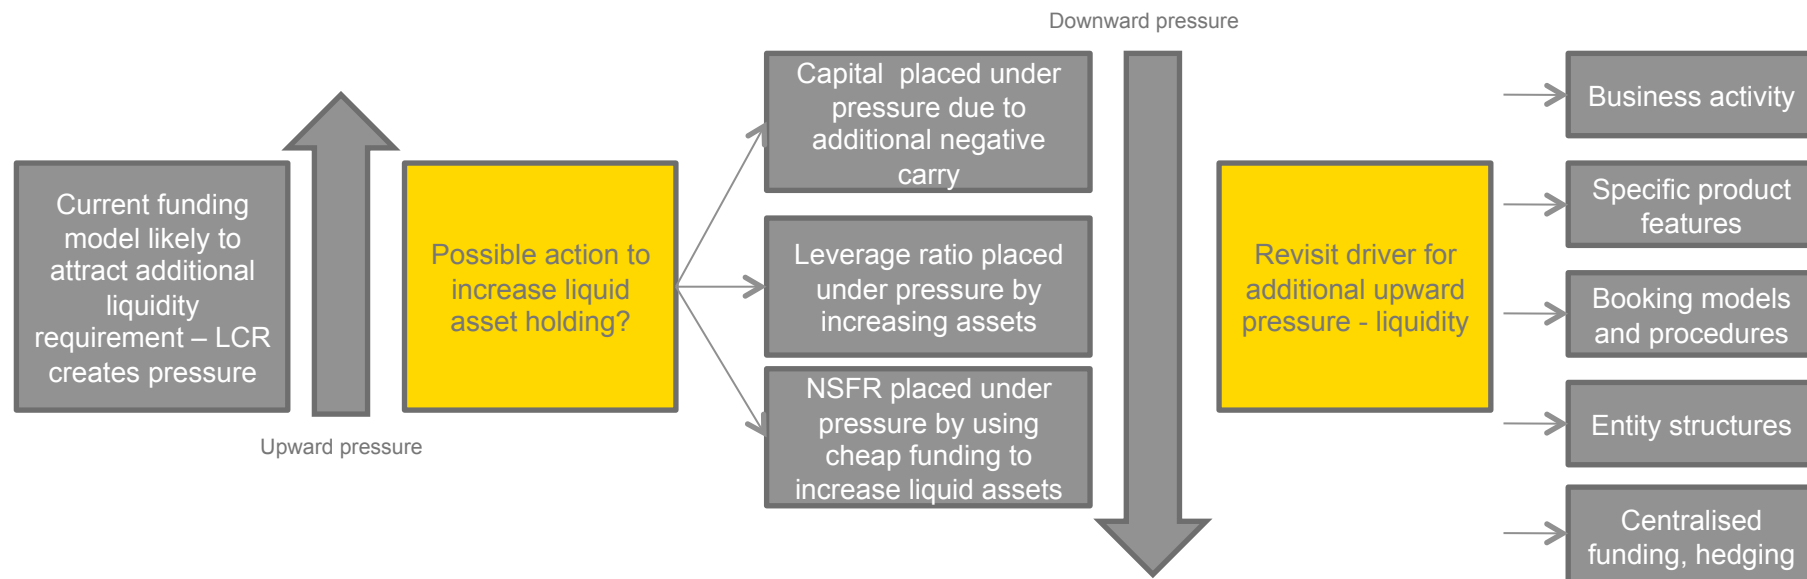 Current funding
model likely to
attract additional
liquidity
requirement – LCR
creates pressure
Upward pressure
Possible action to
increase liquid
asset holding?
Capital  placed under
pressure due to
additional negative
carry
Leverage ratio placed
under pressure by
increasing assets
NSFR placed under
pressure by using
cheap funding to
increase liquid assets
Downward pressure
Revisit driver for
additional upward
pressure - liquidity
Business activity
Specific product
features
Booking models
and procedures
Entity structures
Centralised
funding, hedging